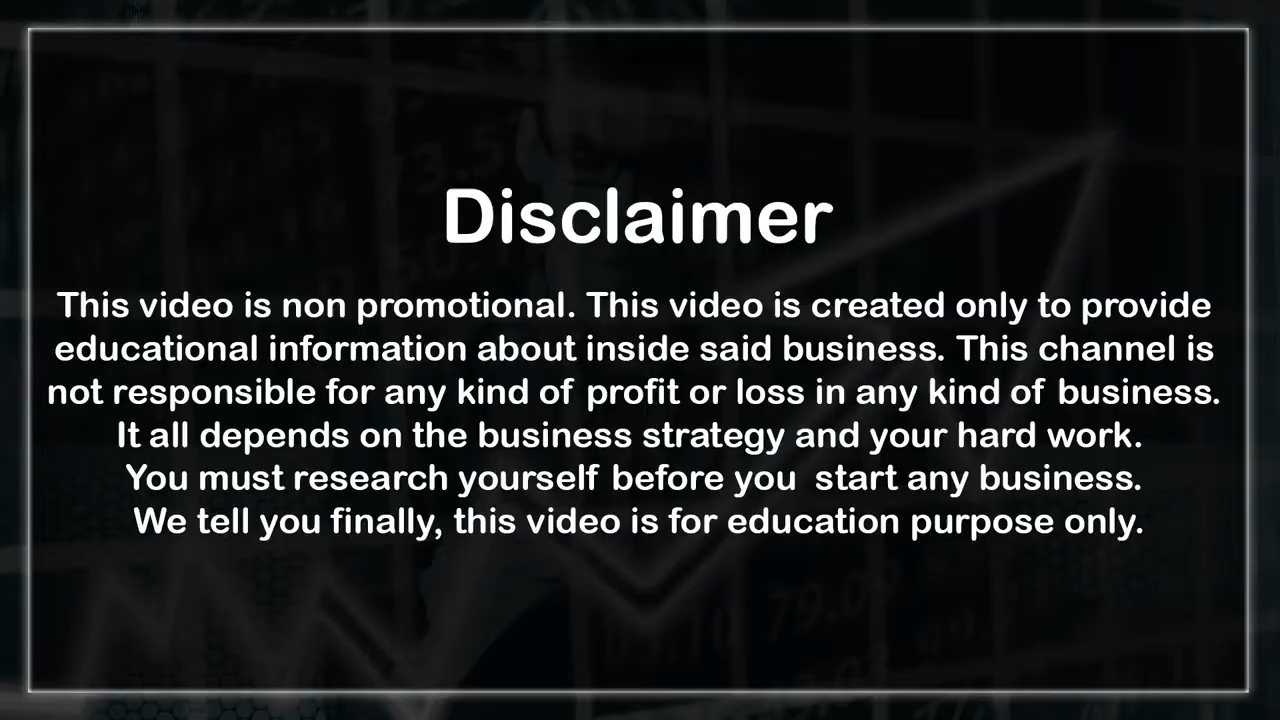 Disclaimer
This video is non promotional. This video is created only to provide
educational information about inside said business. This channel is
not responsible for any kind of profit or loss in any kind of business.
It all depends on the business strategy and your hard work.
You must research yourself before you start any business.
We tell you finally, this video is for education purpose only.